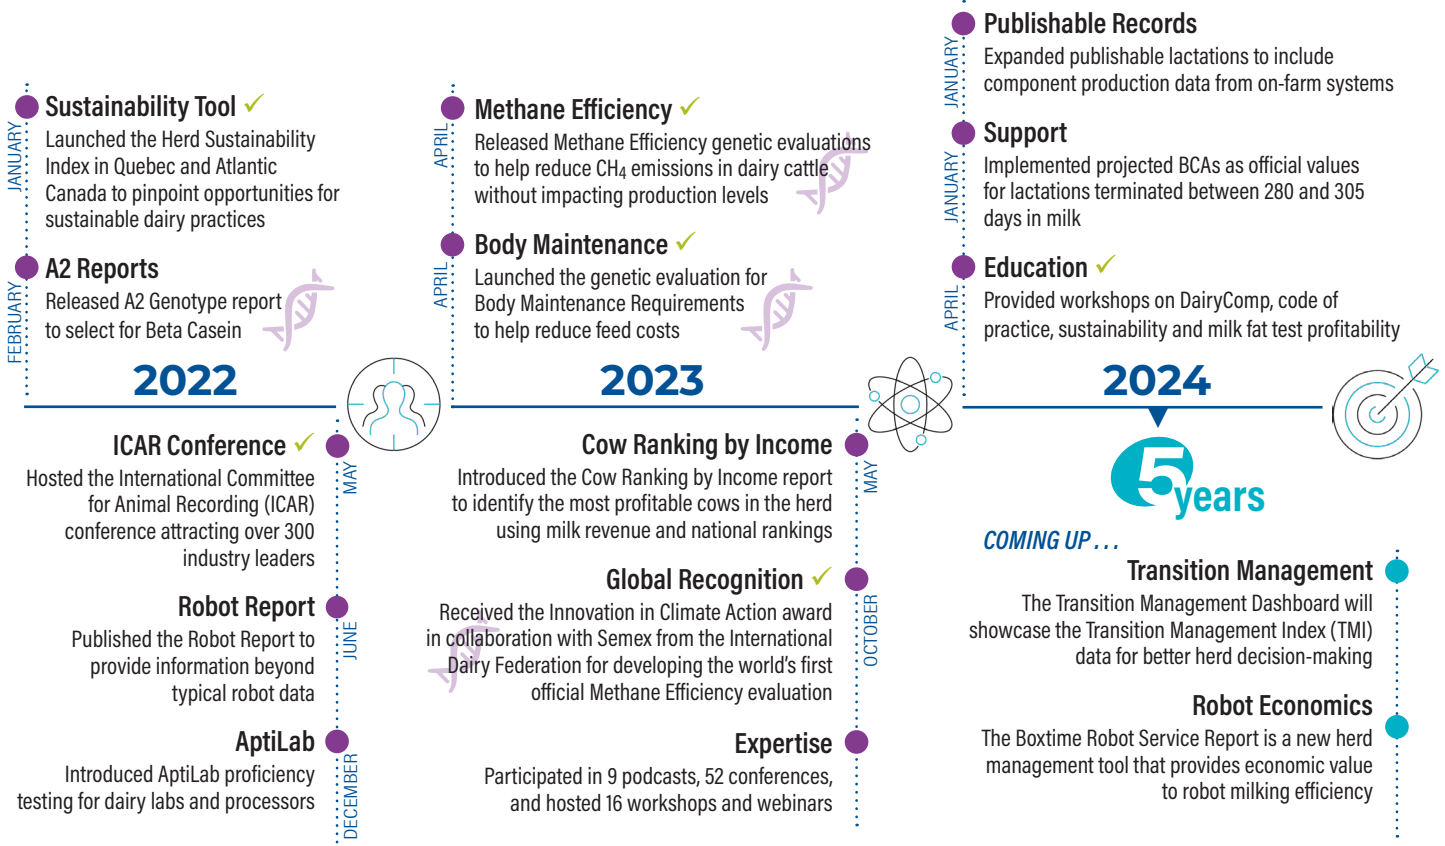 JANUARY
Sustainability Tool ✓
Launched the Herd Sustainability
Index in Quebec and Atlantic
Canada to pinpoint opportunities for
sustainable dairy practices
FEBRUARY
A2 Reports
Released A2 Genotype report
to select for Beta Casein
2022
MAY
ICAR Conference ✓
Hosted the International Committee
for Animal Recording (ICAR)
conference attracting over 300
industry leaders
JUNE
Robot Report
Published the Robot Report to
provide information beyond
typical robot data
DECEMBER
AptiLab
Introduced AptiLab proficiency
testing for dairy labs and processors
APRIL
Methane Efficiency ✓
Released Methane Efficiency genetic evaluations
to help reduce CH4 emissions in dairy cattle
without impacting production levels
APRIL
Body Maintenance ✓
Launched the genetic evaluation for
Body Maintenance Requirements
to help reduce feed costs
2023
MAY
Cow Ranking by Income
Introduced the Cow Ranking by Income report
to identify the most profitable cows in the herd
using milk revenue and national rankings
OCTOBER
Global Recognition ✓
Received the Innovation in Climate Action award
in collaboration with Semex from the International
Dairy Federation for developing the world's first
official Methane Efficiency evaluation
Expertise
Participated in 9 podcasts, 52 conferences,
and hosted 16 workshops and webinars
JANUARY
Publishable Records
Expanded publishable lactations to include
component production data from on-farm systems
JANUARY
Support
Implemented projected BCAs as official values
for lactations terminated between 280 and 305
days in milk
APRIL
Education ✓
Provided workshops on DairyComp, code of
practice, sustainability and milk fat test profitability
2024
5 years
COMING UP . . .
Transition Management
The Transition Management Dashboard will
showcase the Transition Management Index (TMI)
data for better herd decision-making
Robot Economics
The Boxtime Robot Service Report is a new herd
management tool that provides economic value
to robot milking efficiency